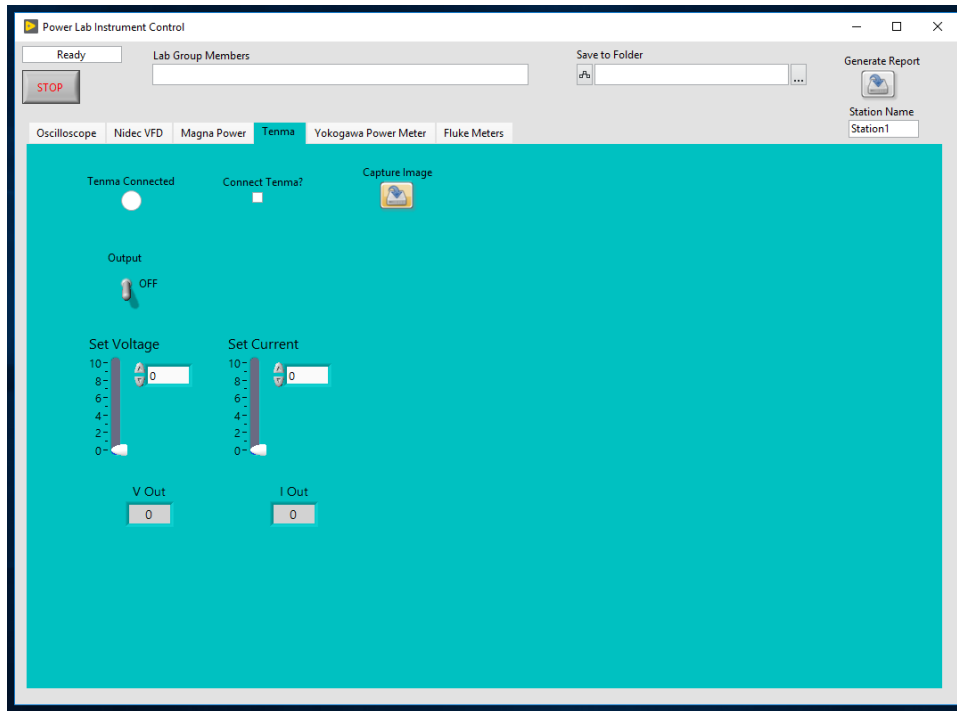 Power Lab Instrument Control
Ready
Lab Group Members
Save to Folder
Generate Report
STOP
...
Station Name
Station1
Oscilloscope Nidec VFD Magna Power Tenma Yokogawa Power Meter Fluke Meters
Tenma Connected Connect Tenma? Capture Image
Output
OFF
Set Voltage Set Current
10 0 10 0
8 8
6 6
4 4
2 2
0 0
V Out I Out
0 0